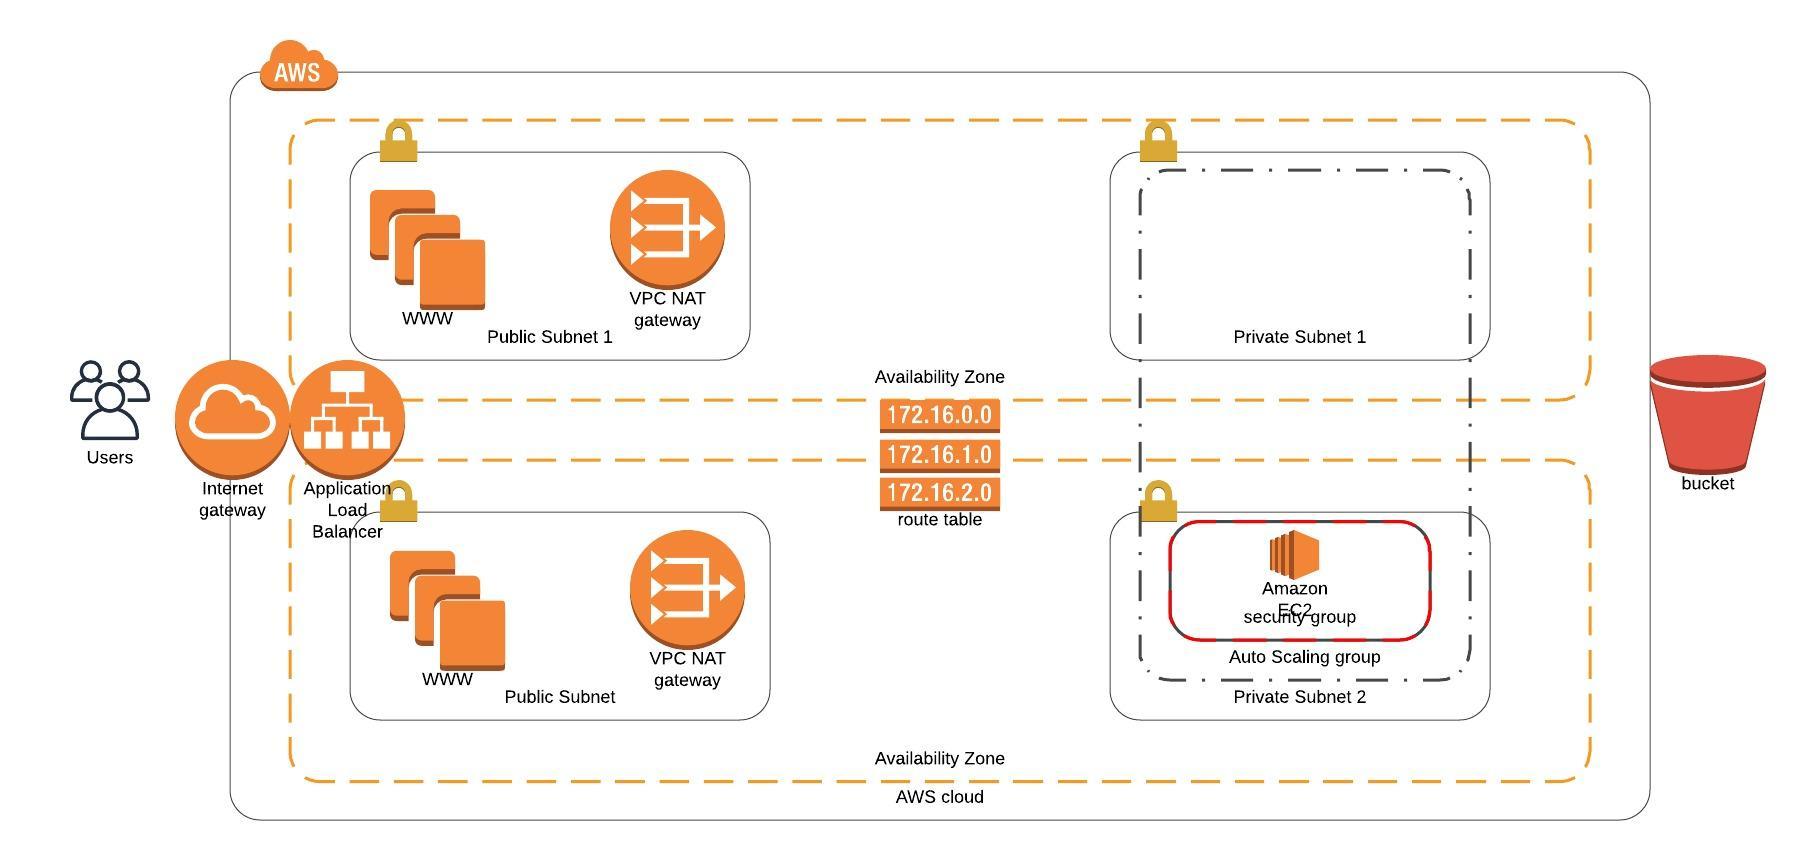 AWS
WWW
VPC NAT
gateway
Public Subnet 1
Private Subnet 1
Users
Internet
gateway
Application
Load
Balancer
Availability Zone
172.16.0.0
172.16.1.0
172.16.2.0
route table
bucket
WWW
VPC NAT
gateway
Public Subnet
Amazon
EC2
security group
Auto Scaling group
Private Subnet 2
Availability Zone
AWS cloud